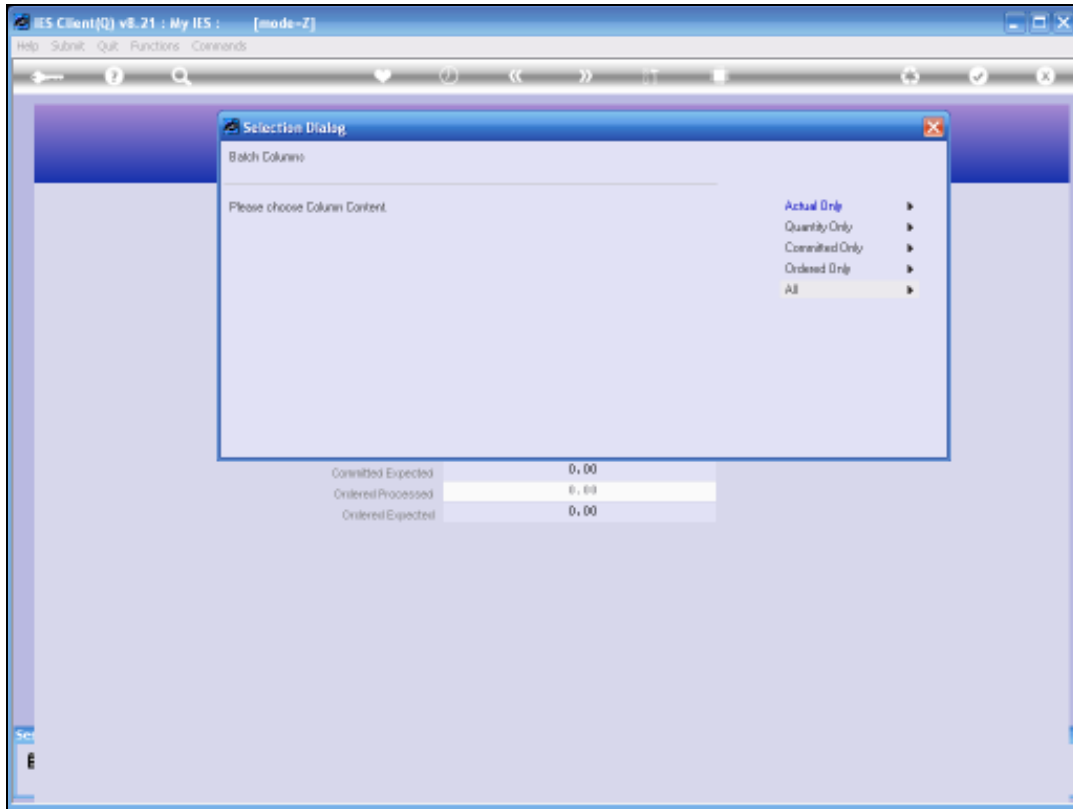 IES Client(Q) v8.21 : My IES : [mode=Z]
Help Submit Quit Functions Commands
Selection Dialog
Batch Columns
Please choose Column Content
Actual Only
Quantity Only
Committed Only
Ordered Only
All
Committed Expected 0.00
Ordered Processed 0.00
Ordered Expected 0.00
Ses